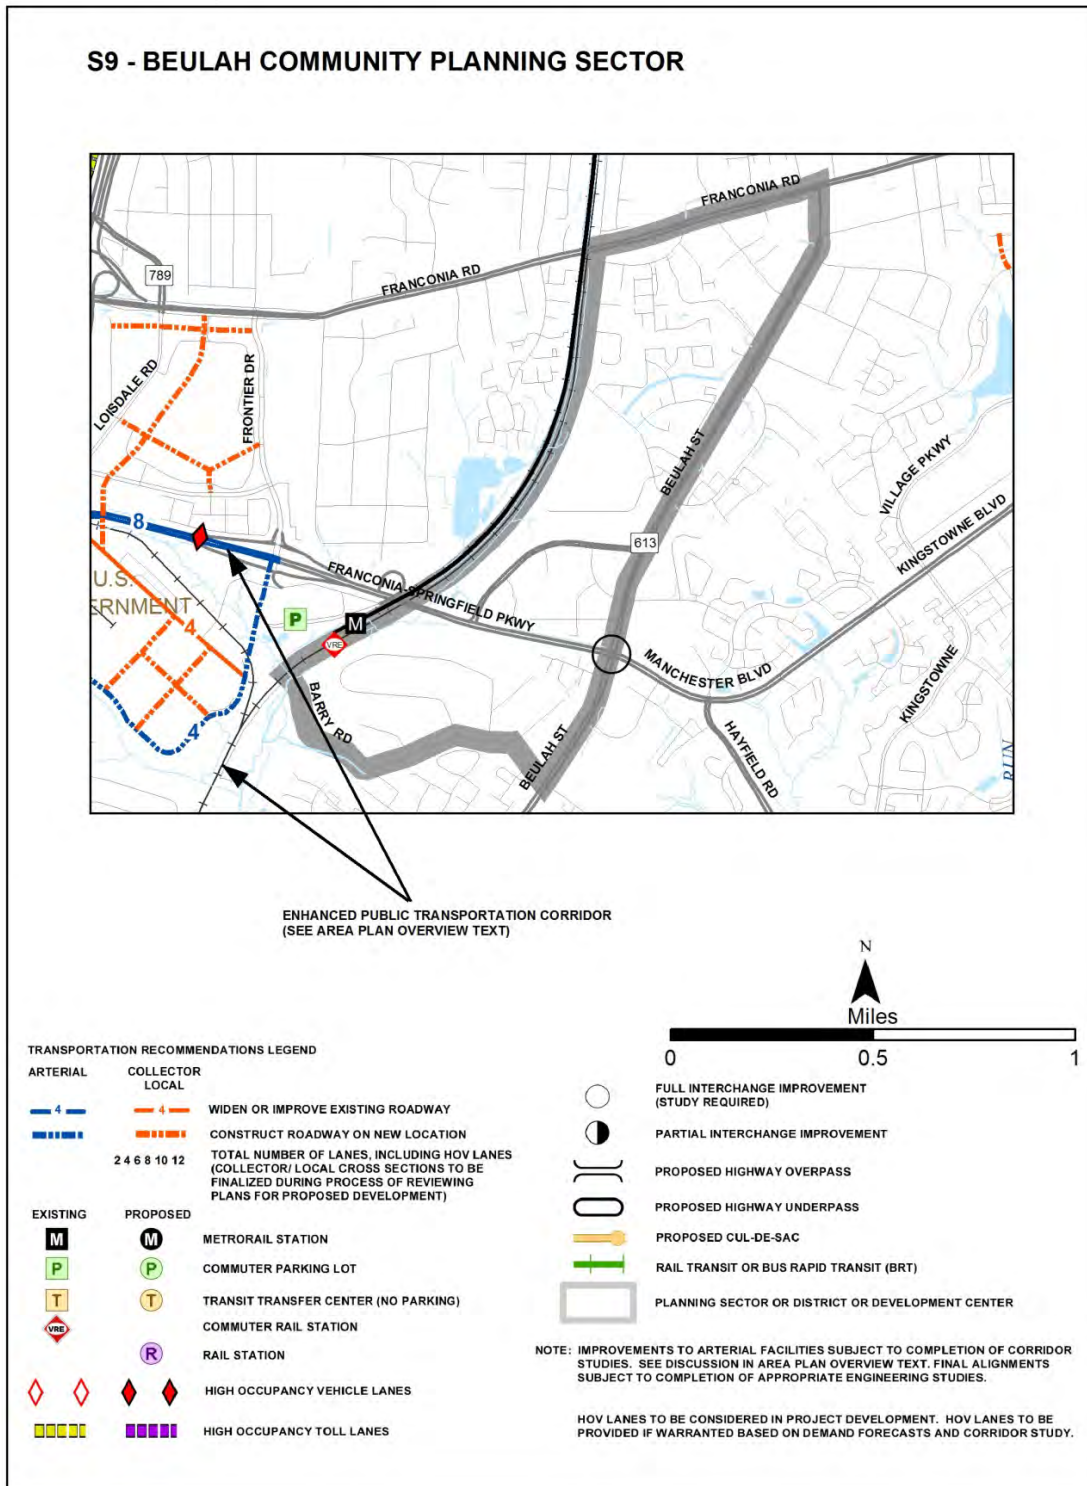 S9 - BEULAH COMMUNITY PLANNING SECTOR
FRANCONIA RD
789
FRANCONIA RD
LOISDALE RD
FRONTIER DR
BEULAH ST
VILLAGE PKWY
KINGSTOWNE BLVD
8
613
FRANCONIA-SPRINGFIELD PKWY
U.S.
ERNMENT
4
P
M
VRE
MANCHESTER BLVD
KINGSTOWNE
BARRY RD
4
BEULAH ST
HAYFIELD RD
RUN
ENHANCED PUBLIC TRANSPORTATION CORRIDOR
(SEE AREA PLAN OVERVIEW TEXT)
N
Miles
0 0.5 1
TRANSPORTATION RECOMMENDATIONS LEGEND
ARTERIAL COLLECTOR
LOCAL
4 4 WIDEN OR IMPROVE EXISTING ROADWAY
CONSTRUCT ROADWAY ON NEW LOCATION
2 4 6 8 10 12 TOTAL NUMBER OF LANES, INCLUDING HOV LANES
(COLLECTOR/ LOCAL CROSS SECTIONS TO BE
FINALIZED DURING PROCESS OF REVIEWING
PLANS FOR PROPOSED DEVELOPMENT)
EXISTING PROPOSED
M M METRORAIL STATION
P P COMMUTER PARKING LOT
T T TRANSIT TRANSFER CENTER (NO PARKING)
VRE COMMUTER RAIL STATION
R RAIL STATION
HIGH OCCUPANCY VEHICLE LANES
HIGH OCCUPANCY TOLL LANES
FULL INTERCHANGE IMPROVEMENT
(STUDY REQUIRED)
PARTIAL INTERCHANGE IMPROVEMENT
PROPOSED HIGHWAY OVERPASS
PROPOSED HIGHWAY UNDERPASS
PROPOSED CUL-DE-SAC
RAIL TRANSIT OR BUS RAPID TRANSIT (BRT)
PLANNING SECTOR OR DISTRICT OR DEVELOPMENT CENTER
NOTE: IMPROVEMENTS TO ARTERIAL FACILITIES SUBJECT TO COMPLETION OF CORRIDOR
STUDIES. SEE DISCUSSION IN AREA PLAN OVERVIEW TEXT. FINAL ALIGNMENTS
SUBJECT TO COMPLETION OF APPROPRIATE ENGINEERING STUDIES.
HOV LANES TO BE CONSIDERED IN PROJECT DEVELOPMENT. HOV LANES TO BE
PROVIDED IF WARRANTED BASED ON DEMAND FORECASTS AND CORRIDOR STUDY.